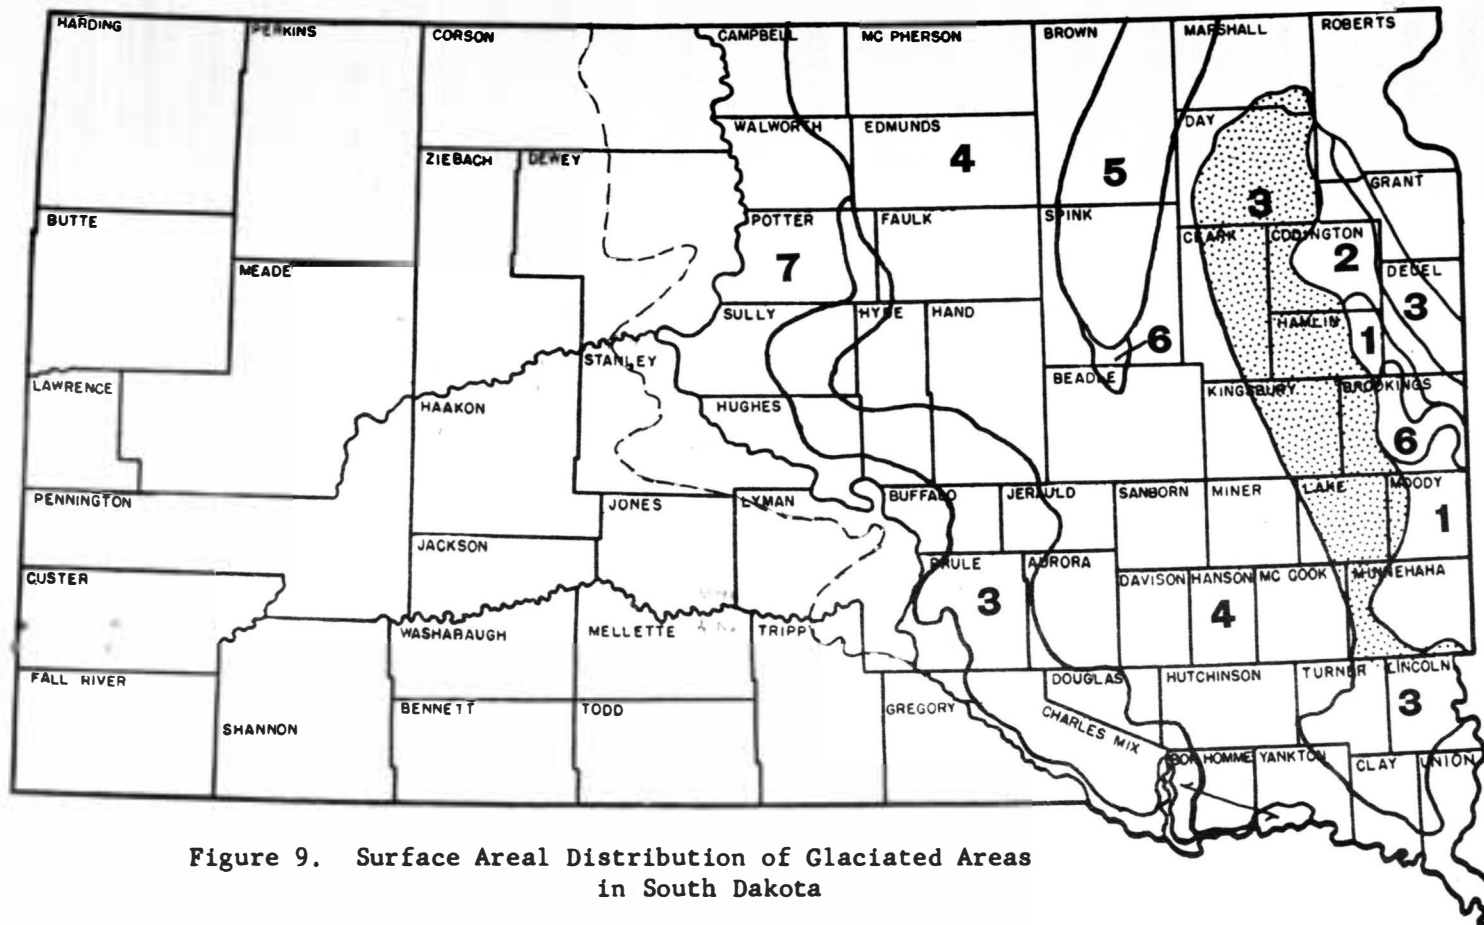 HARDING
PERKINS
CORSON
CAMPBELL
MC PHERSON
BROWN
MARSHALL
ROBERTS
WALWORTH
EDMUNDS
DAY
ZIEBACH
DEWEY
4
5
GRANT
3
BUTTE
POTTER
FAULK
SPINK
CLARK
CODINGTON
2
MEADE
7
DEUEL
3
SULLY
HYDE
HAND
HAMLIN
6
1
STANLEY
LAWRENCE
BEADLE
KINGSBURY
BROOKINGS
HAAKON
HUGHES
6
PENNINGTON
JONES
LYMAN
BUFFALO
JERAULD
SANBORN
MINER
LAKE
MOODY
1
JACKSON
BRULE
AURORA
CUSTER
DAVISON
HANSON
MC COOK
MINNEHAHA
3
4
WASHABAUGH
MELLETTE
TRIPP
FALL RIVER
DOUGLAS
HUTCHINSON
TURNER
LINCOLN
3
SHANNON
BENNETT
TODD
GREGORY
CHARLES MIX
BON HOMME
YANKTON
CLAY
UNION
Figure 9. Surface Areal Distribution of Glaciated Areas
in South Dakota